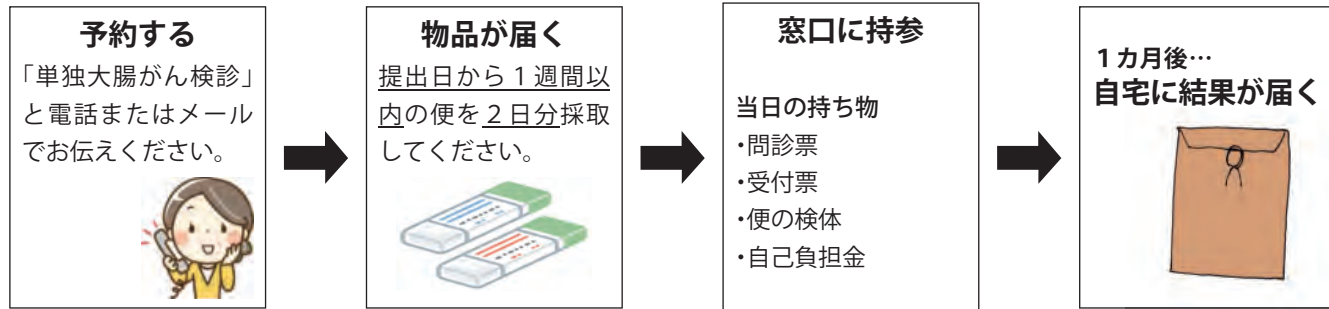 予約する
「単独大腸がん検診」
と電話またはメール
でお伝えください。
物品が届く
提出日から1週間以
内の便を2日分採取
してください。
窓口に持参
当日の持ち物
・問診票
・受付票
・便の検体
・自己負担金
1カ月後…
自宅に結果が届く